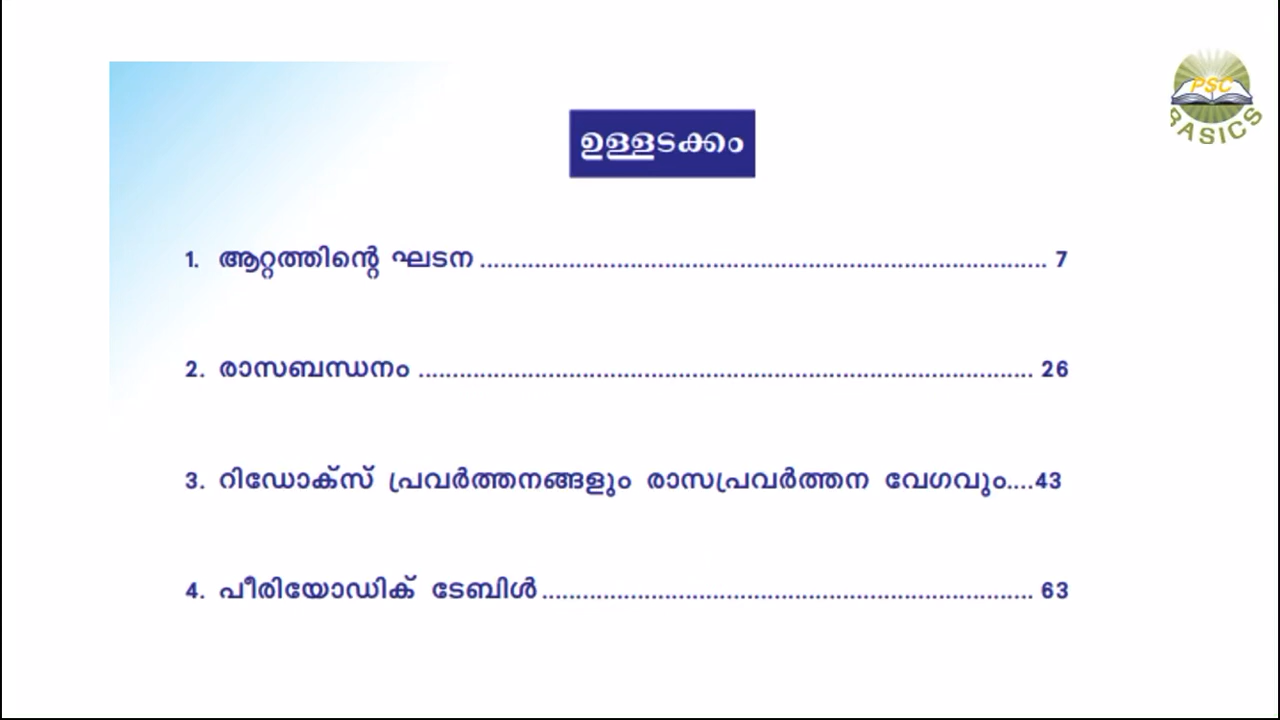 PSC
BASICS
ഉള്ളടക്കം
1. ആറ്റത്തിന്റെ ഘടന ........................................................................................ 7
2. രാസബന്ധനം ............................................................................................... 26
3. റിഡോക്സ് പ്രവർത്തനങ്ങളും രാസപ്രവർത്തന വേഗവും....43
4. പീരിയോഡിക് ടേബിൾ............................................................................ 63